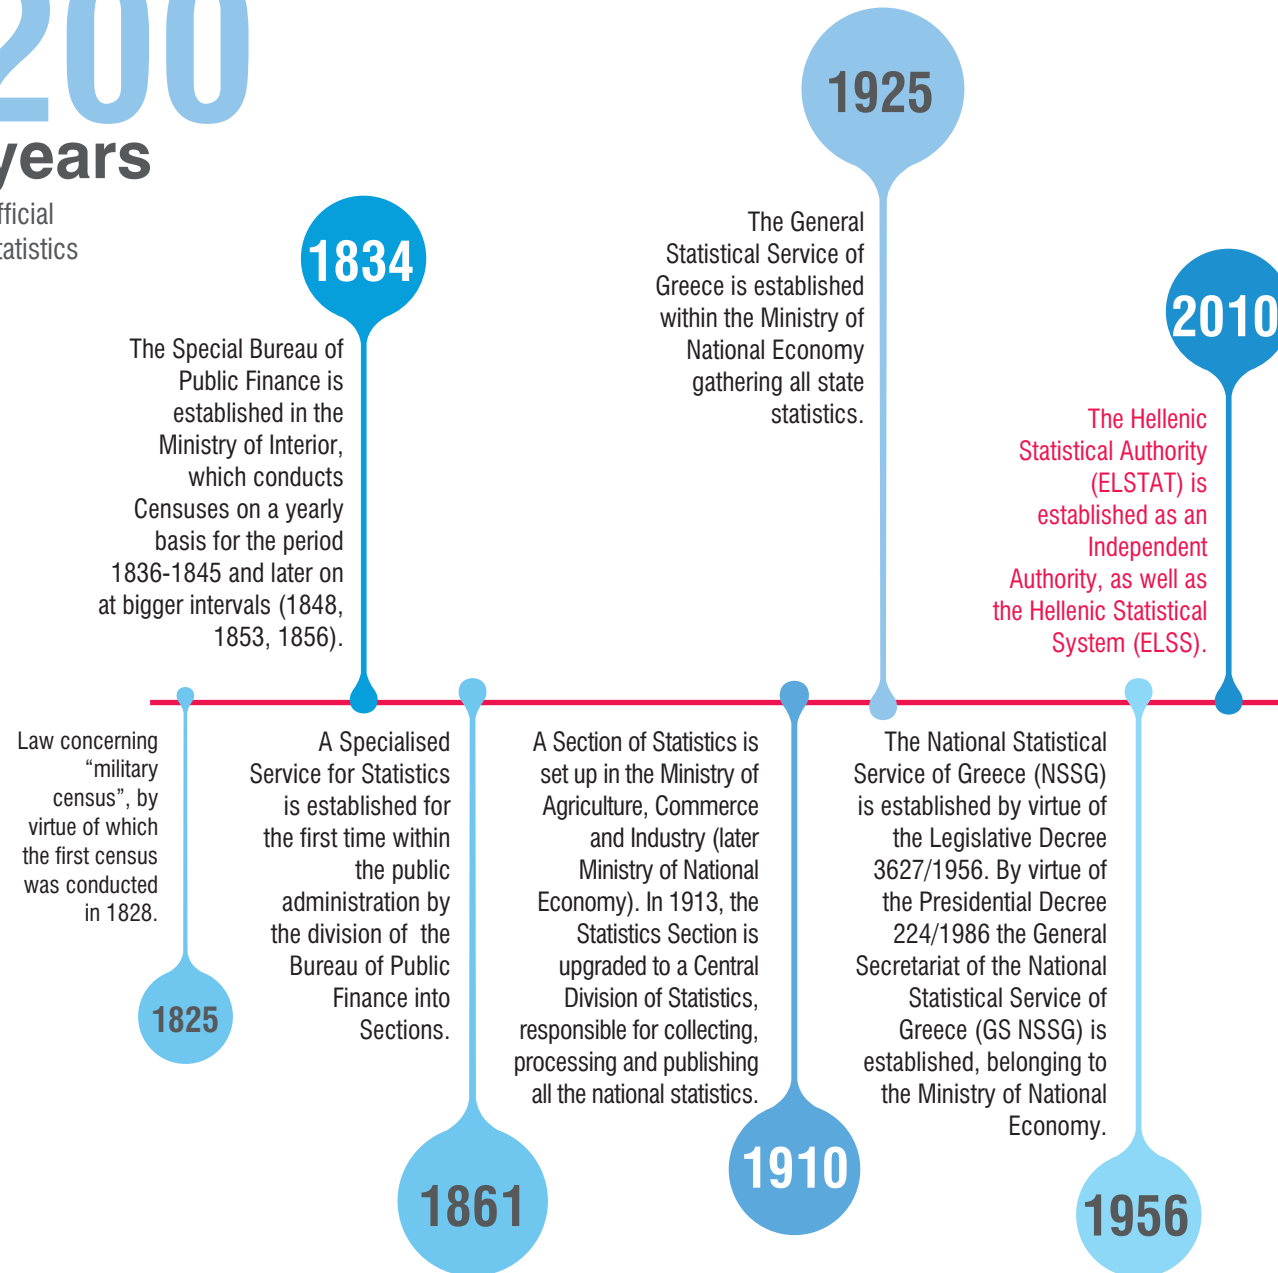 200
years
official
statistics
1834
The Special Bureau of
Public Finance is
established in the
Ministry of Interior,
which conducts
Censuses on a yearly
basis for the period
1836-1845 and later on
at bigger intervals (1848,
1853, 1856).
1925
The General
Statistical Service of
Greece is established
within the Ministry of
National Economy
gathering all state
statistics.
2010
The Hellenic
Statistical Authority
(ELSTAT) is
established as an
Independent
Authority, as well as
the Hellenic Statistical
System (ELSS).
Law concerning
“military
census”, by
virtue of which
the first census
was conducted
in 1828.
1825
A Specialised
Service for Statistics
is established for
the first time within
the public
administration by
the division of the
Bureau of Public
Finance into
Sections.
1861
A Section of Statistics is
set up in the Ministry of
Agriculture, Commerce
and Industry (later
Ministry of National
Economy). In 1913, the
Statistics Section is
upgraded to a Central
Division of Statistics,
responsible for collecting,
processing and publishing
all the national statistics.
1910
The National Statistical
Service of Greece (NSSG)
is established by virtue of
the Legislative Decree
3627/1956. By virtue of
the Presidential Decree
224/1986 the General
Secretariat of the National
Statistical Service of
Greece (GS NSSG) is
established, belonging to
the Ministry of National
Economy.
1956